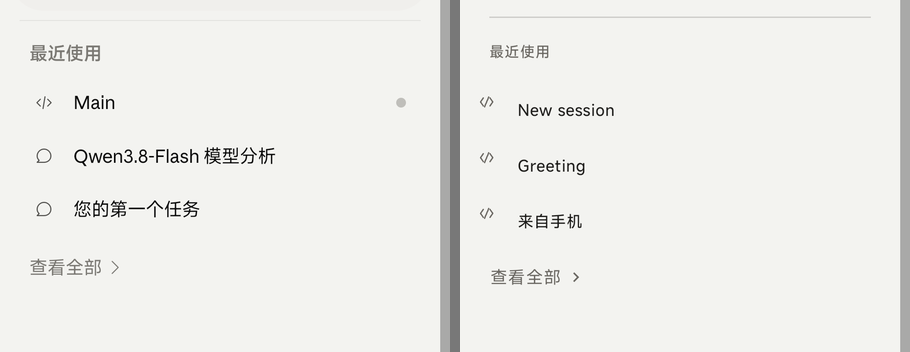 最近使用
Main
Qwen3.8-Flash 模型分析
您的第一个任务
查看全部
最近使用
New session
Greeting
来自手机
查看全部